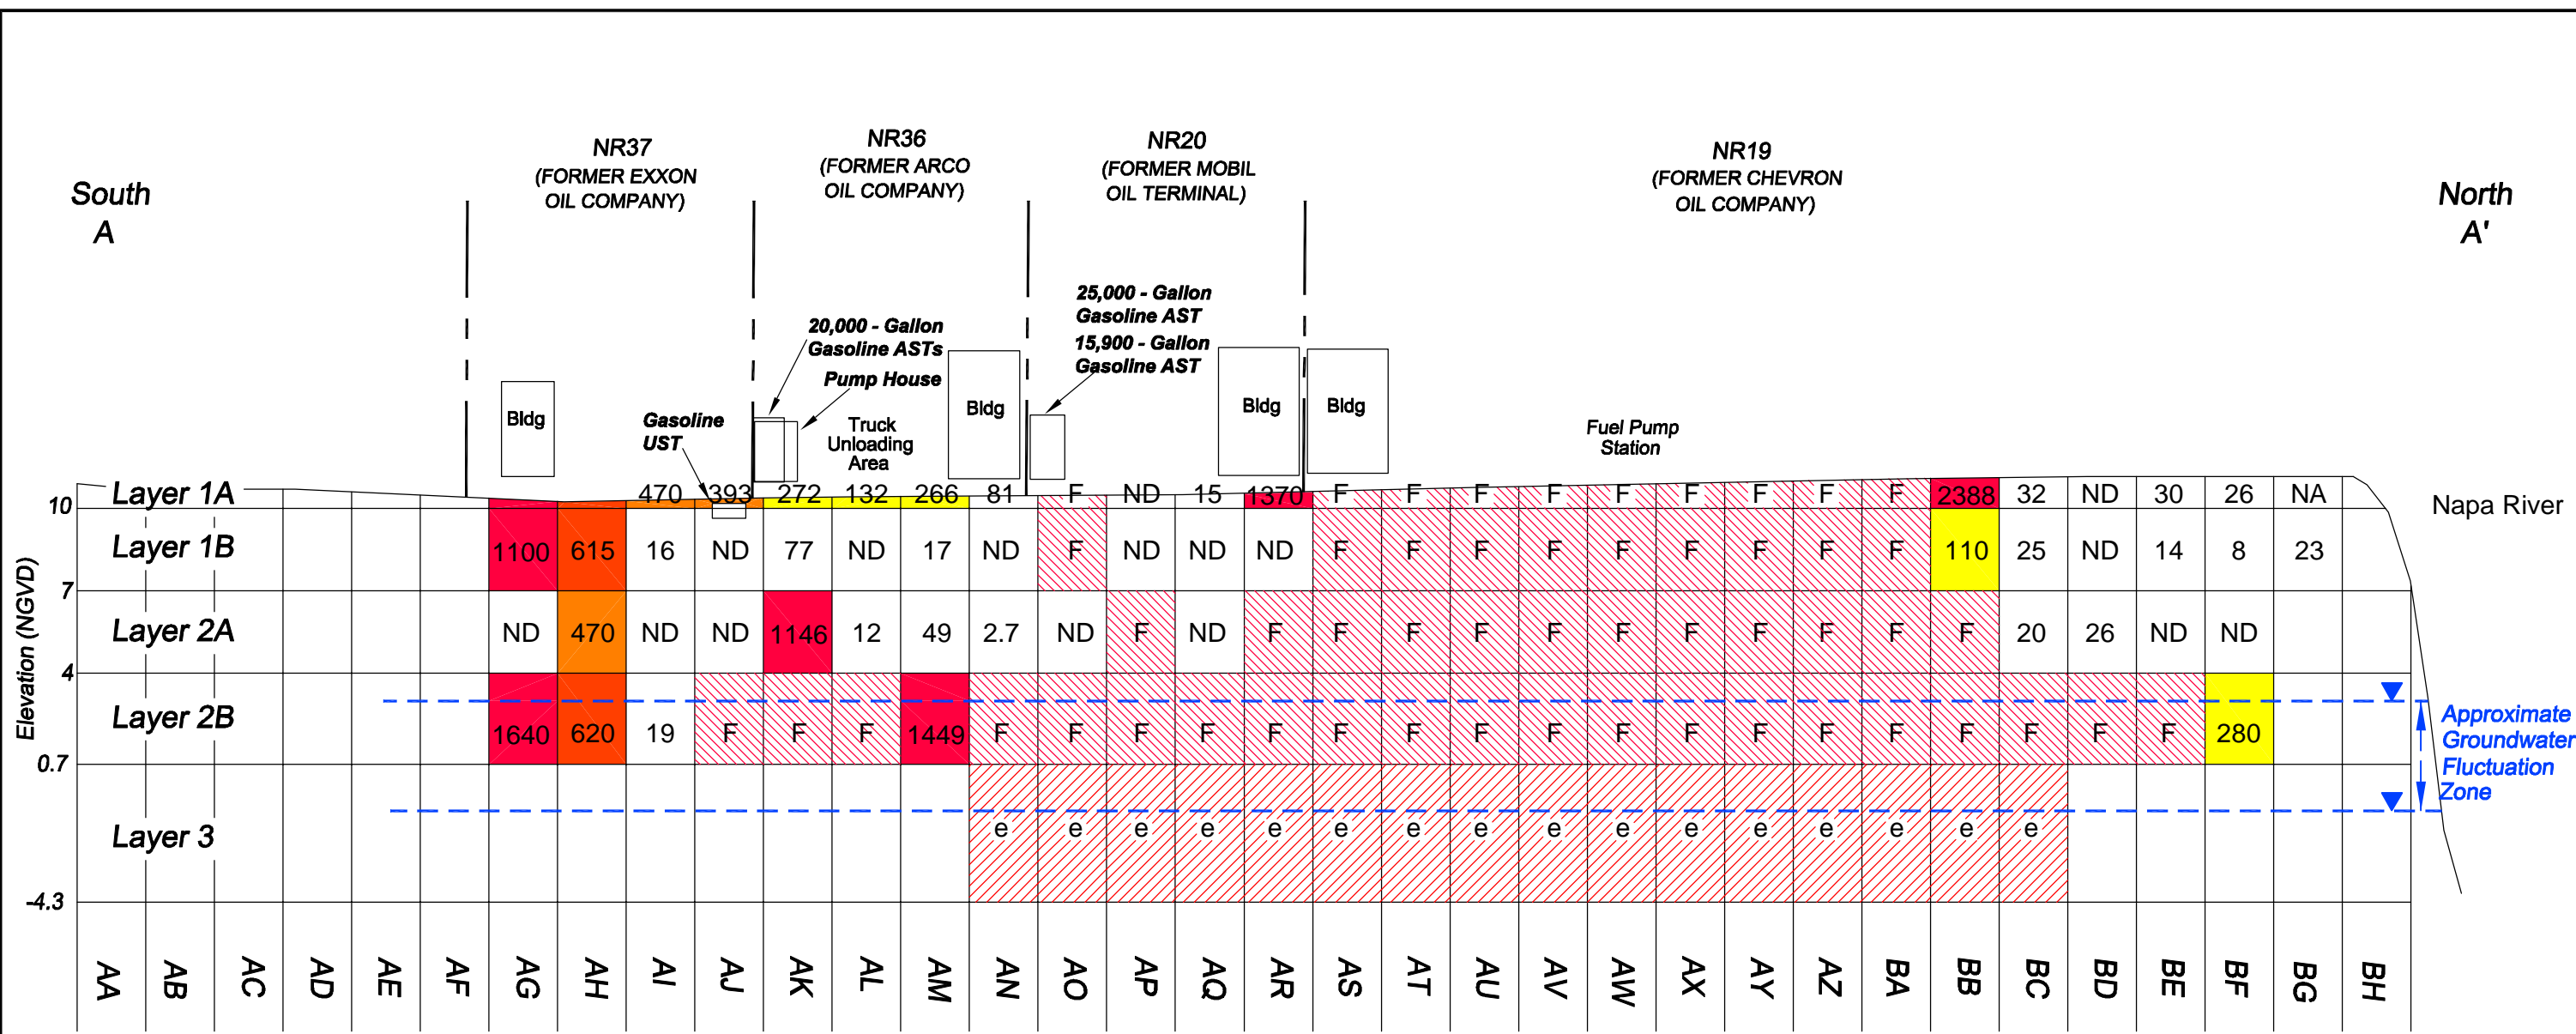 South
A
NR37
(FORMER EXXON
OIL COMPANY)
NR36
(FORMER ARCO
OIL COMPANY)
NR20
(FORMER MOBIL
OIL TERMINAL)
NR19
(FORMER CHEVRON
OIL COMPANY)
North
A'
20,000 - Gallon
Gasoline ASTs
Pump House
25,000 - Gallon
Gasoline AST
15,900 - Gallon
Gasoline AST
Bldg
Gasoline
UST
Truck
Unloading
Area
Bldg
Bldg
Bldg
Fuel Pump
Station
Napa River
Elevation (NGVD)
10
Layer 1A 470 393 272 132 266 81 F ND 15 1370 F F F F F F F F F 2388 32 ND 30 26 NA
Layer 1B 1100 615 16 ND 77 ND 17 ND F ND ND ND F F F F F F F F F 110 25 ND 14 8 23
7
Layer 2A ND 470 ND ND 1146 12 49 2.7 ND F ND F F F F F F F F F F F 20 26 ND ND
4
Layer 2B 1640 620 19 F F F 1449 F F F F F F F F F F F F F F F F F F 280
0.7
Layer 3 e e e e e e e e e e e e e e e e
-4.3
Approximate
Groundwater
Fluctuation
Zone
AA AB AC AD AE AF AG AH AI AJ AK AL AM AN AO AP AQ AR AS AT AU AV AW AX AY AZ BA BB BC BD BE BF BG BH